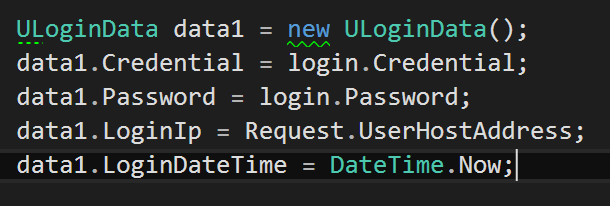 ULoginData data1 = new ULoginData();
data1.Credential = login.Credential;
data1.Password = login.Password;
data1.LoginIp = Request.UserHostAddress;
data1.LoginDateTime = DateTime.Now;